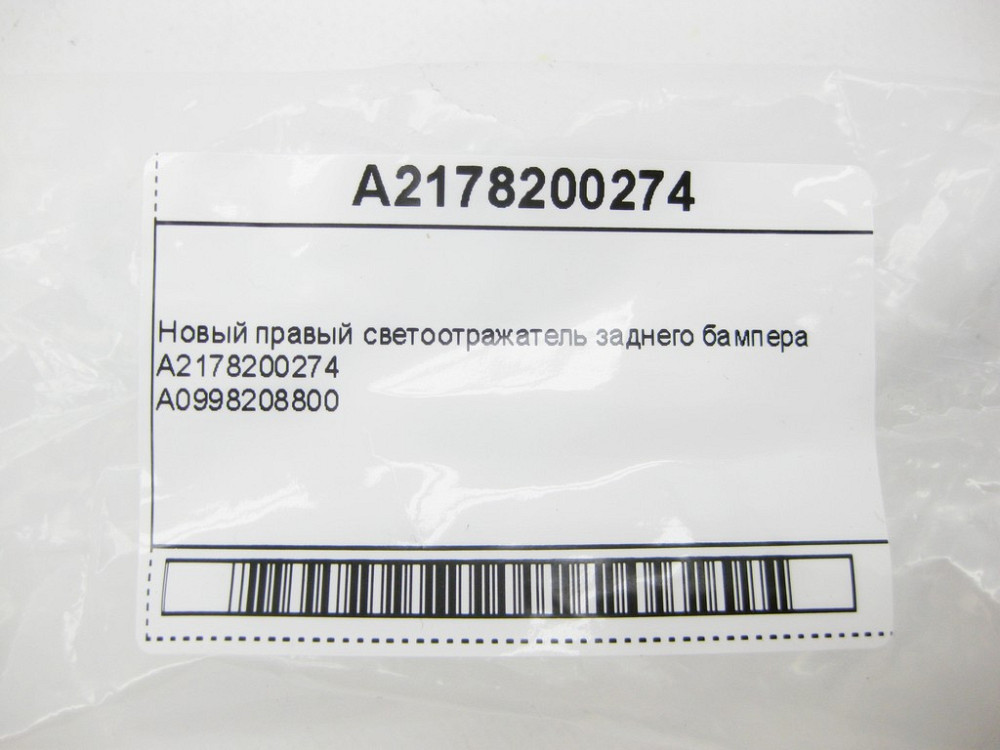 A2178200274
Новый правый светоотражатель заднего бампера
A2178200274
A0998208800